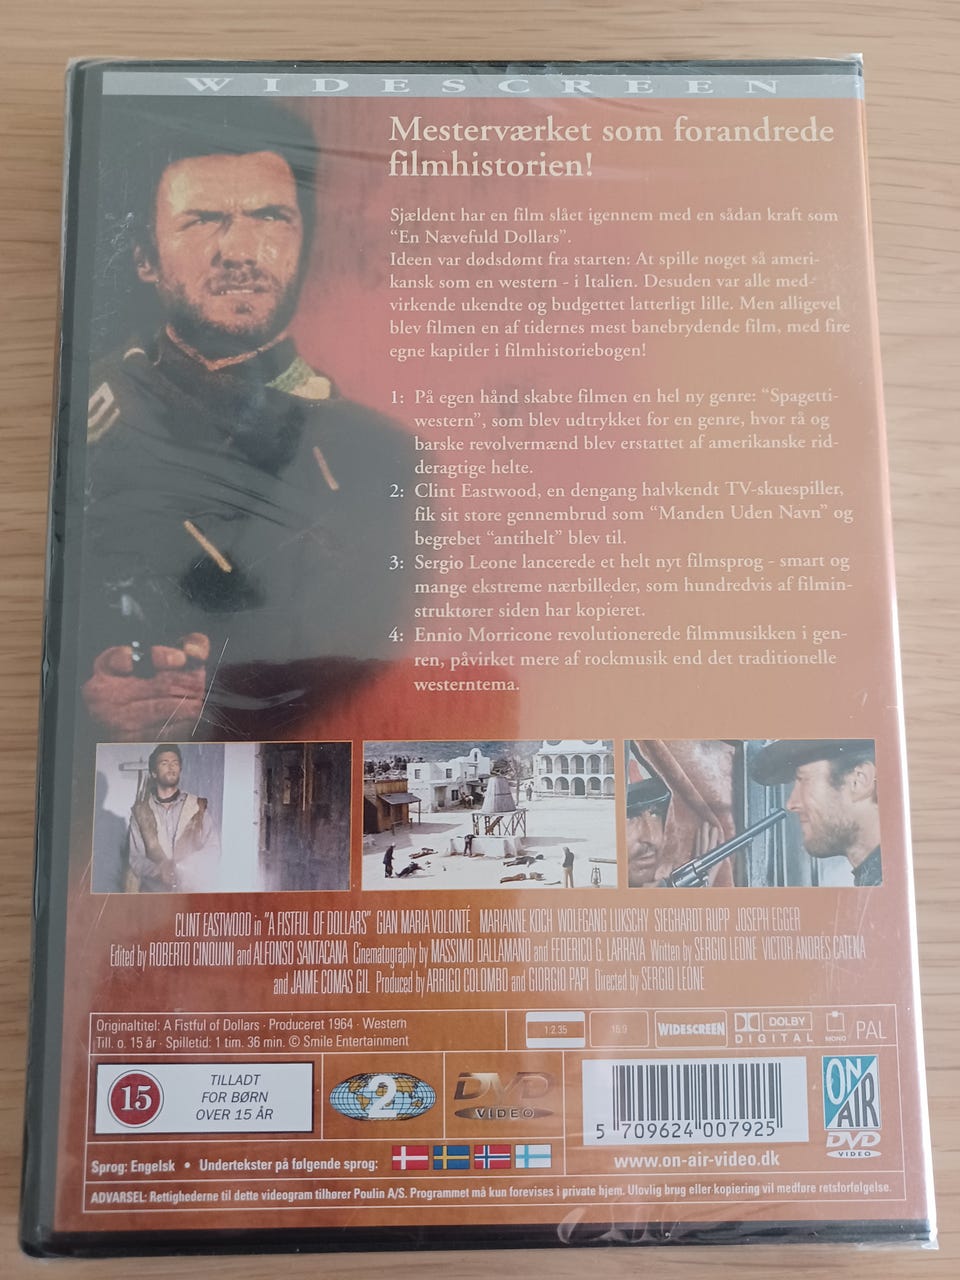 WIDESCREEN
Mesterværket som forandrede
filmhistorien!
Sjældent har en film slået igennem med en sådan kraft som
“En Nævefuld Dollars”.
Ideen var dødsdømt fra starten: At spille noget så ameri-
kansk som en western - i Italien. Desuden var alle med-
virkende ukendte og budgettet latterligt lille. Men alligevel
blev filmen en af tidernes mest banebrydende film, med fire
egne kapitler i filmhistoriebogen!
1: På egen hånd skabte filmen en hel ny genre: “Spagetti-
western”, som blev udtrykket for en genre, hvor rå og
barske revolvermænd blev erstattet af amerikanske rid-
deragtige helte.
2: Clint Eastwood, en dengang halvkendt TV-skuespiller,
fik sit store gennembrud som “Manden Uden Navn” og
begrebet “antihelt” blev til.
3: Sergio Leone lancerede et helt nyt filmsprog - smart og
mange ekstreme nærbilleder, som hundredvis af filmin-
struktører siden har kopieret.
4: Ennio Morricone revolutionerede filmmusikken i gen-
ren, påvirket mere af rockmusik end det traditionelle
westerntema.
CLINT EASTWOOD in "A FISTFUL OF DOLLARS" GIAN MARIA VOLONTÉ MARIANNE KOCH WOLFGANG LUKSCHY SIEGHARDT RUPP JOSEPH EGGER
Edited by ROBERTO CINQUINI and ALFONSO SANTACANA Cinematography by MASSIMO DALLAMANO and FEDERICO G. LARRAYA Written by SERGIO LEONE VICTOR ANDRÉS CATENA
and JAIME COMAS GIL Produced by ARRIGO COLOMBO and GIORGIO PAPI Directed by SERGIO LEONE
Originaltitel: A Fistful of Dollars · Produceret 1964 · Western
Till. o. 15 år · Spilletid: 1 tim. 36 min. © Smile Entertainment
1:2.35 16:9 WIDESCREEN DOLBY DIGITAL MONO PAL
15 TILLADT
FOR BØRN
OVER 15 ÅR
2
DVD
VIDEO
5 709624 007925
ON AIR
DVD
VIDEO
Sprog: Engelsk • Undertekster på følgende sprog:
www.on-air-video.dk
ADVARSEL: Rettighederne til dette videogram tilhører Poulin A/S. Programmet må kun forevises i private hjem. Ulovlig brug eller kopiering vil medføre retsforfølgelse.